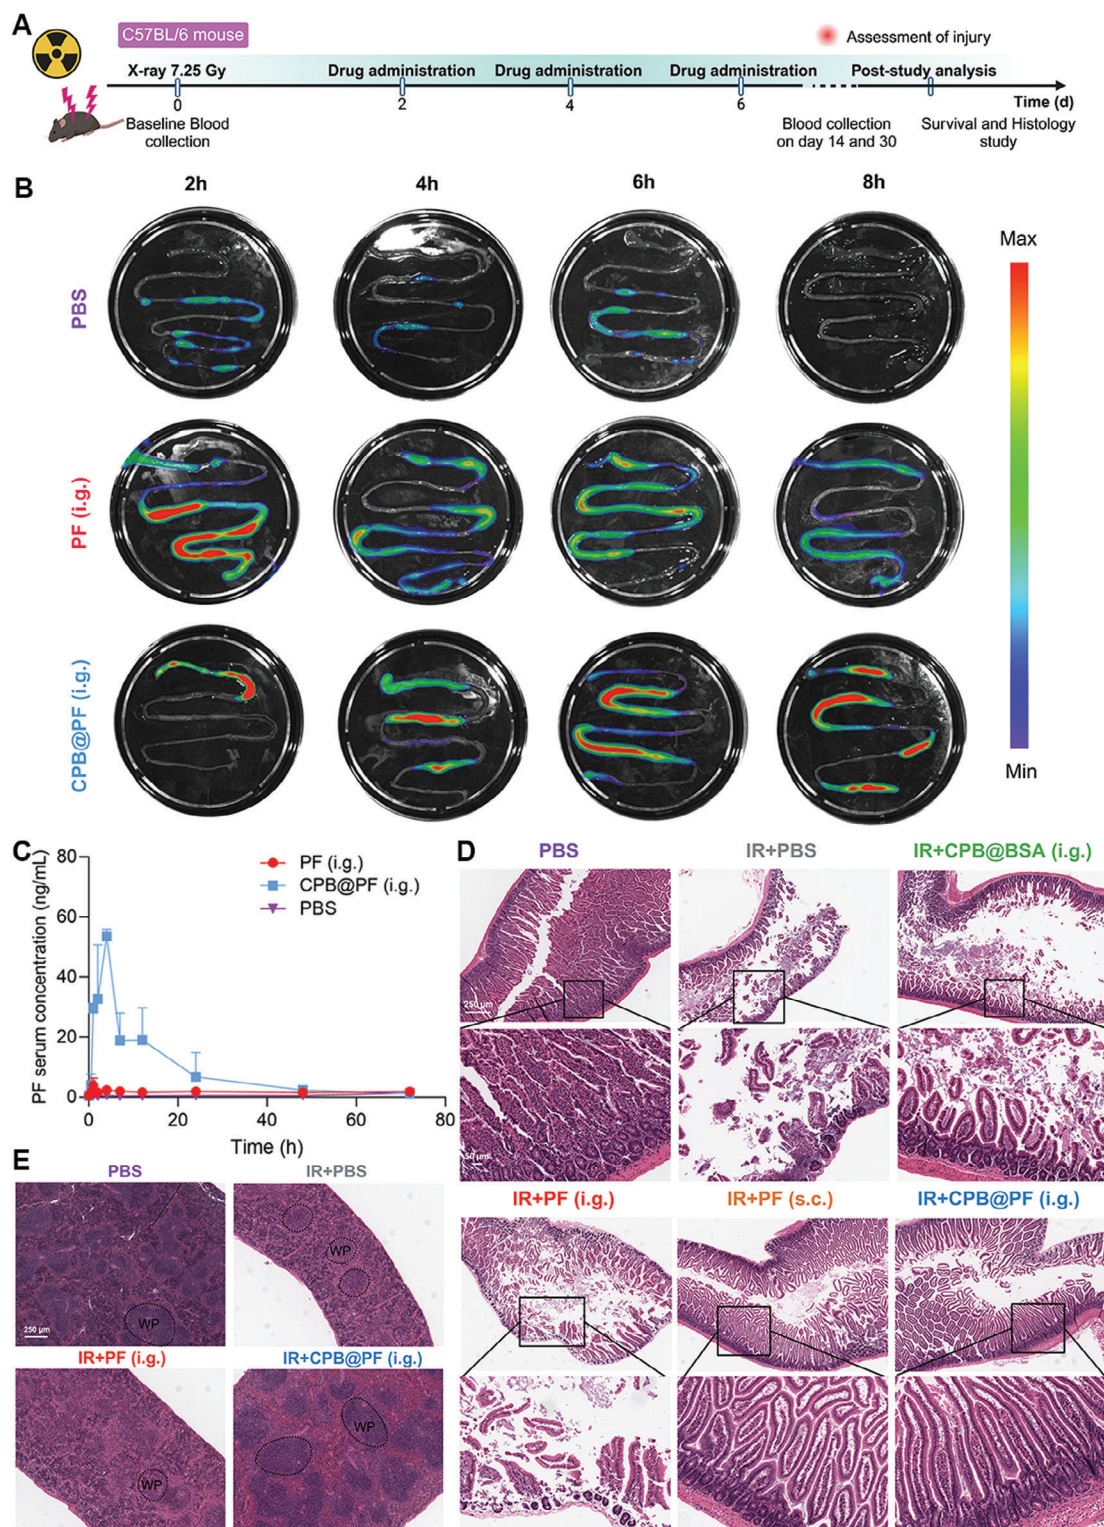 A
C57BL/6 mouse
Assessment of injury
X-ray 7.25 Gy
Drug administration
Drug administration
Drug administration
Post-study analysis
0
2
4
6
Time (d)
Baseline Blood
collection
Blood collection
on day 14 and 30
Survival and Histology
study
B
2h
4h
6h
8h
PBS
PF (i.g.)
CPB@PF (i.g.)
Max
Min
C
PF serum concentration (ng/mL)
80
60
40
20
0
0
20
40
60
80
Time (h)
PF (i.g.)
CPB@PF (i.g.)
PBS
D
PBS
IR+PBS
IR+CPB@BSA (i.g.)
250 μm
50 μm
IR+PF (i.g.)
IR+PF (s.c.)
IR+CPB@PF (i.g.)
E
PBS
IR+PBS
WP
WP
250 μm
IR+PF (i.g.)
IR+CPB@PF (i.g.)
WP
WP